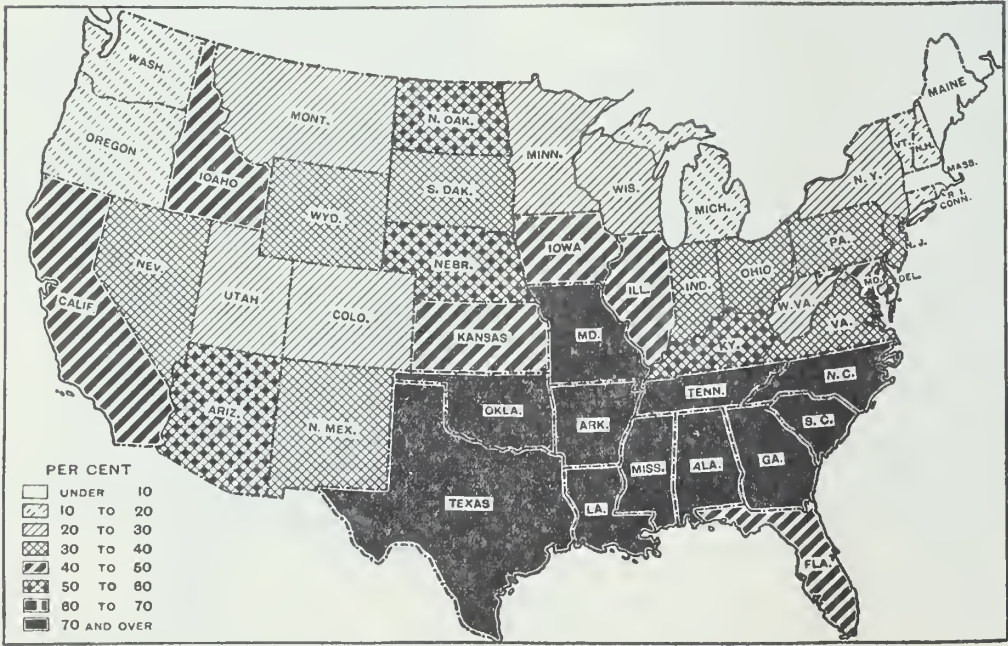 WASH.
OREGON
CALIF.
IOAHO
NEV.
MONT.
WYO.
UTAH
COLO.
ARIZ.
N. MEX.
N. OAK.
S. OAK.
NEBR.
KANSAS
OKLA.
TEXAS
MINN.
IOWA
MO.
ARK.
LA.
WIS.
ILL.
MICH.
IND.
OHIO
KY.
TENN.
MISS.
ALA.
GA.
FLA.
S. C.
N. C.
VA.
W. VA.
MD.
DEL.
PA.
N. J.
N. Y.
CONN.
R. I.
MASS.
VT.
N.H.
MAINE
PER CENT
UNDER 10
10 TO 20
20 TO 30
30 TO 40
40 TO 50
50 TO 60
60 TO 70
70 AND OVER